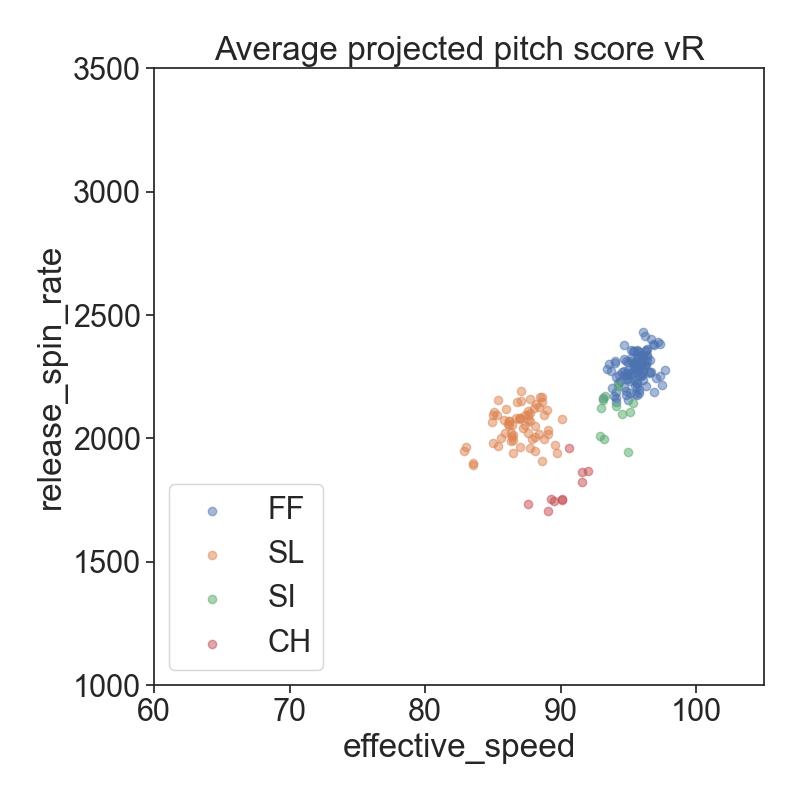 Average projected pitch score vR
3500
3000
2500
2000
1500
1000
release_spin_rate
FF
SL
SI
CH
60 70 80 90 100
effective_speed